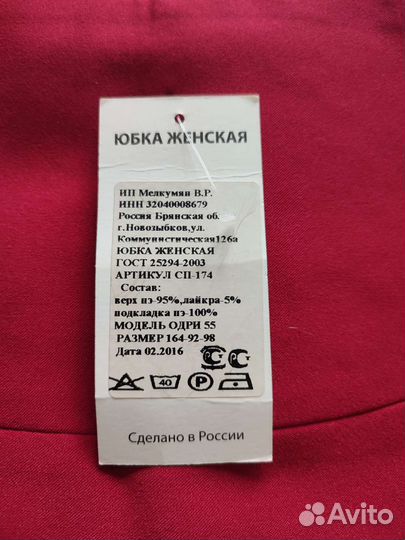 ЮБКА ЖЕНСКАЯ
ИП Мелкумян В.Р.
ИНН 32040008679
Россия Брянская об.
г.Новозыбков,ул.
Коммунистическая126а
ЮБКА ЖЕНСКАЯ
ГОСТ 25294-2003
АРТИКУЛ СП-174
Состав:
верх пэ-95%,лайкра-5%
подкладка пэ-100%
МОДЕЛЬ ОДРИ 55
РАЗМЕР 164-92-98
Дата 02.2016
40 Р
Сделано в России
Avito